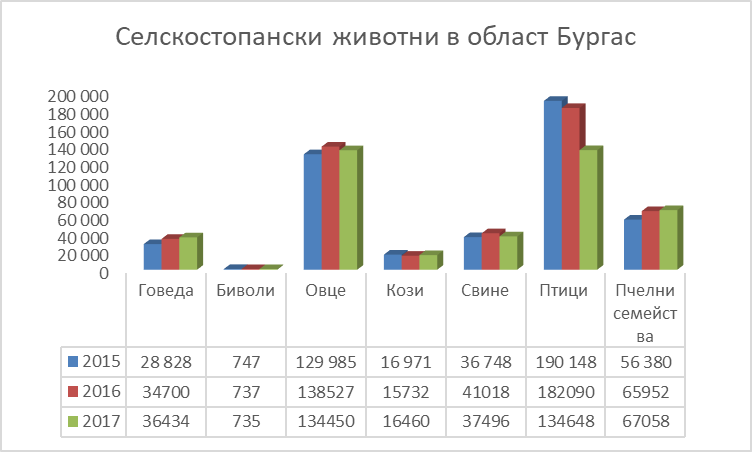 Селскостопански животни в област Бургас
200 000
180 000
160 000
140 000
120 000
100 000
80 000
60 000
40 000
20 000
0
Говеда Биволи Овце Кози Свине Птици Пчелни
семейст
ва
2015 28 828 747 129 985 16 971 36 748 190 148 56 380
2016 34700 737 138527 15732 41018 182090 65952
2017 36434 735 134450 16460 37496 134648 67058